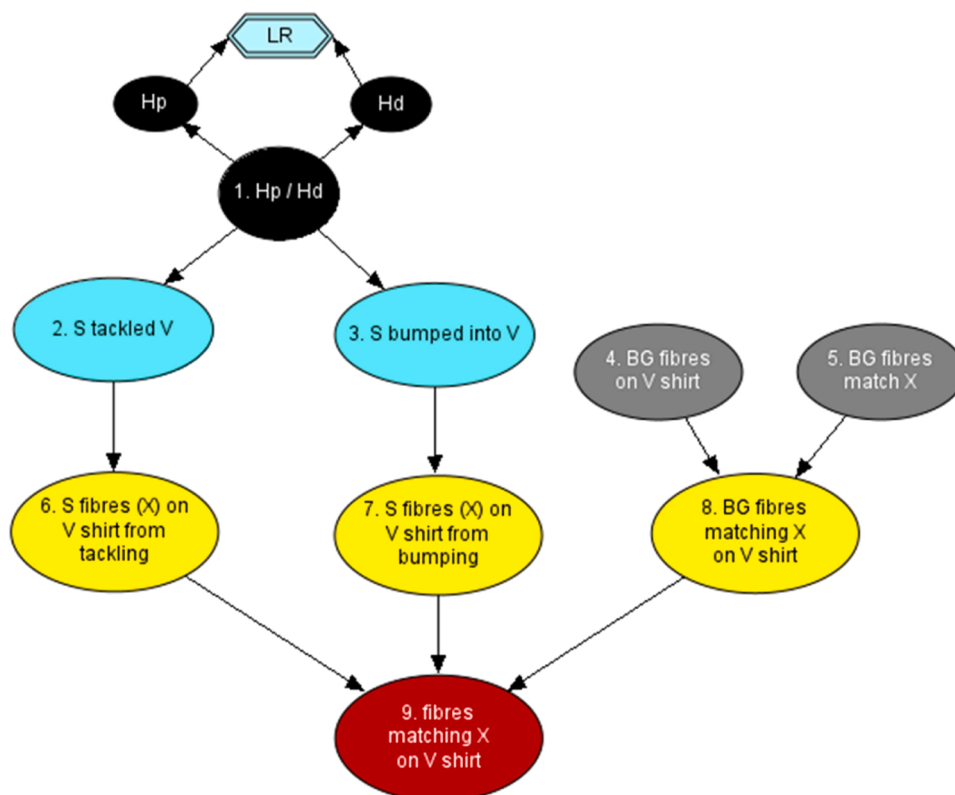 LR
Hp
Hd
1. Hp / Hd
2. S tackled V
3. S bumped into V
4. BG fibres
on V shirt
5. BG fibres
match X
6. S fibres (X) on
V shirt from
tackling
7. S fibres (X) on
V shirt from
bumping
8. BG fibres
matching X
on V shirt
9. fibres
matching X
on V shirt